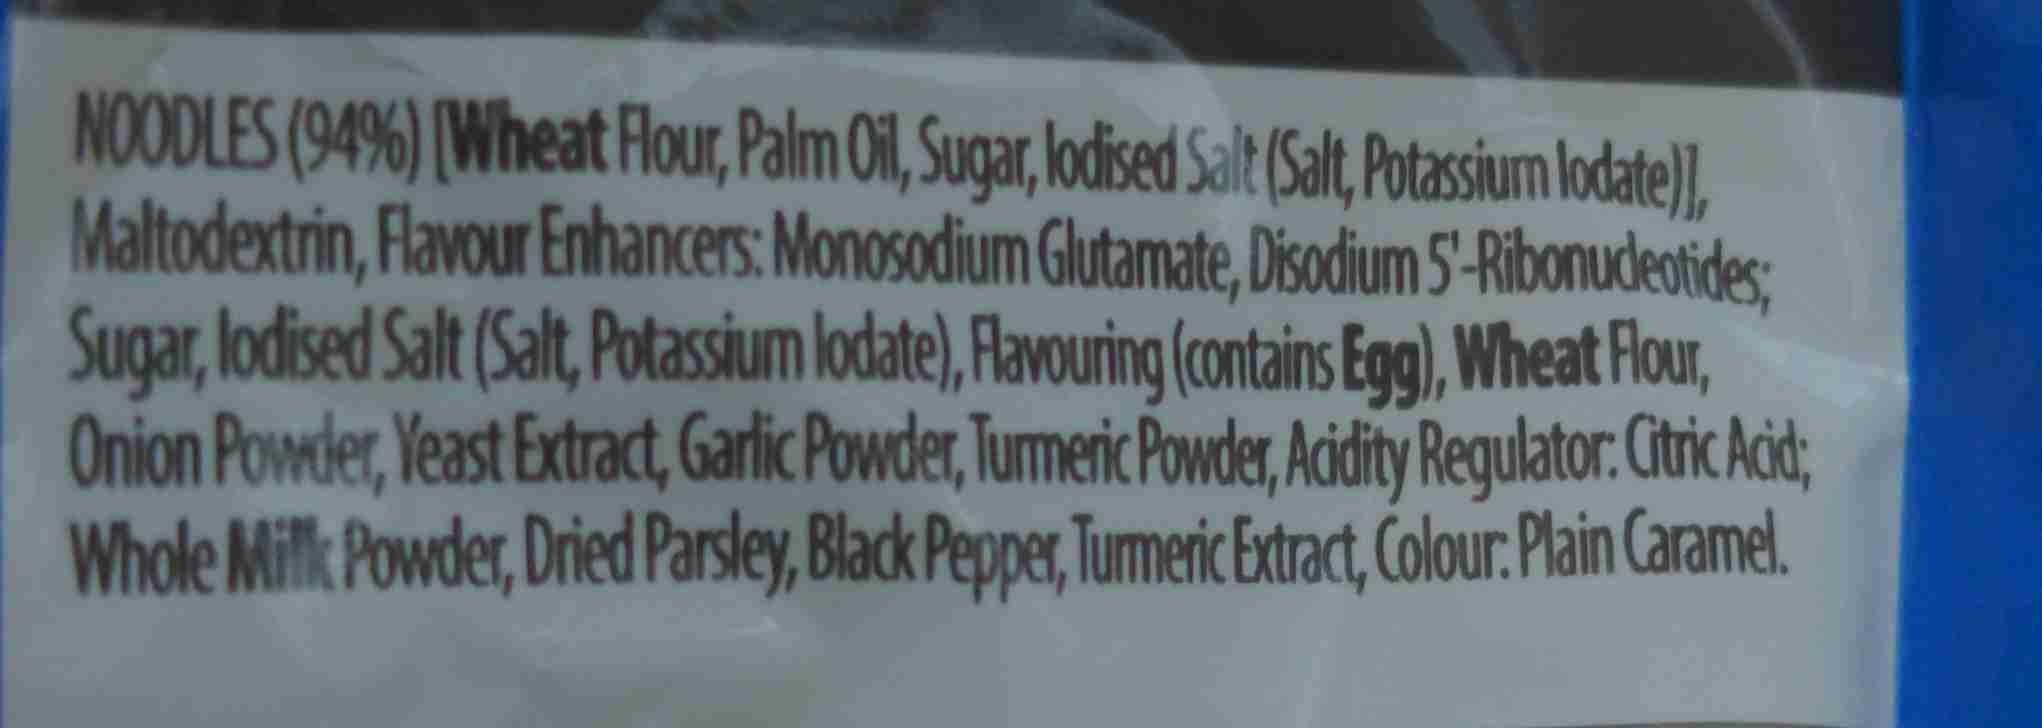 NOODLES (94%) [Wheat Flour, Palm Oil, Sugar, Iodised Salt (Salt, Potassium Iodate)],
Maltodextrin, Flavour Enhancers: Monosodium Glutamate, Disodium 5'-Ribonucleotides;
Sugar, Iodised Salt (Salt, Potassium Iodate), Flavouring (contains Egg), Wheat Flour,
Onion Powder, Yeast Extract, Garlic Powder, Turmeric Powder, Acidity Regulator: Citric Acid;
Whole Milk Powder, Dried Parsley, Black Pepper, Turmeric Extract, Colour: Plain Caramel.